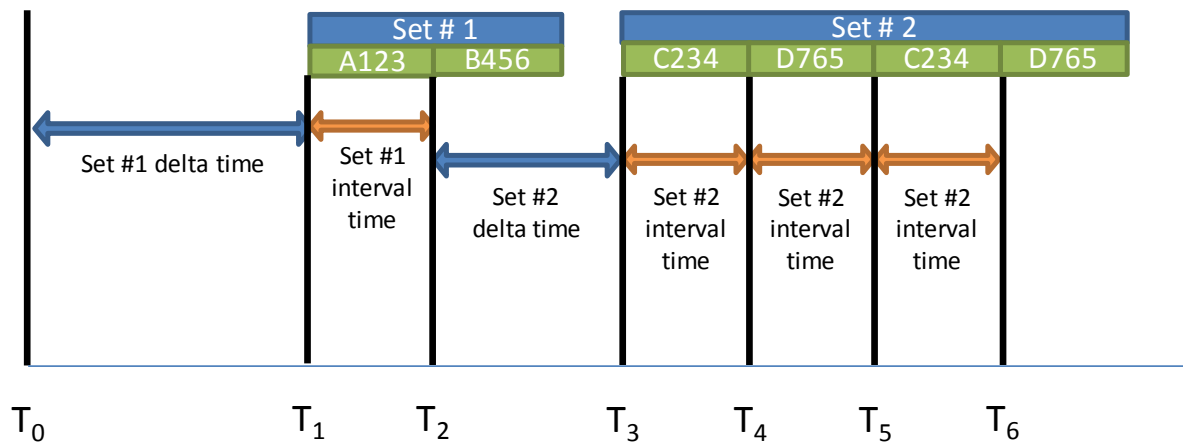 Set # 1
Set # 2
A123
B456
C234
D765
C234
D765
Set #1 delta time
Set #1
interval
time
Set #2
delta time
Set #2
interval
time
Set #2
interval
time
Set #2
interval
time
T₀
T₁
T₂
T₃
T₄
T₅
T₆